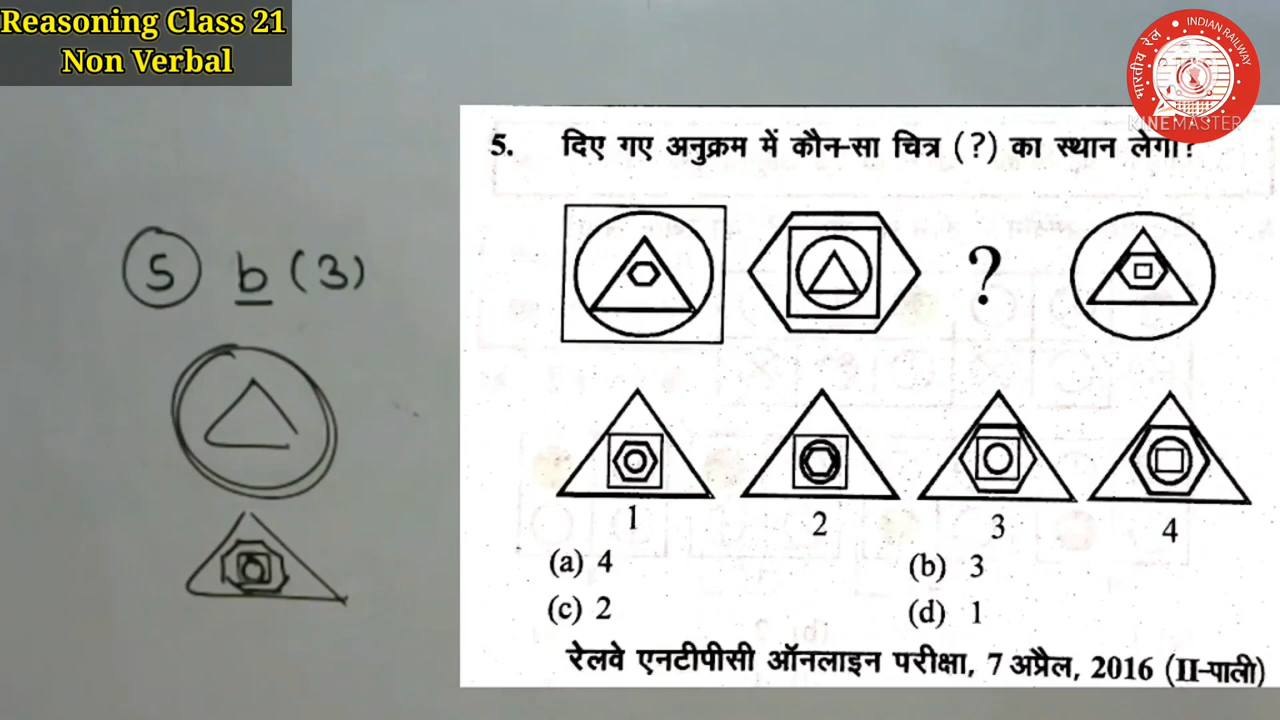 Reasoning Class 21
Non Verbal
भारतीय रेल
INDIAN RAILWAY
KINEMASTER
5. दिए गए अनुक्रम में कौन-सा चित्र (?) का स्थान लेगा?
?
5 b (3)
1 2 3 4
(a) 4 (b) 3
(c) 2 (d) 1
रेलवे एनटीपीसी ऑनलाइन परीक्षा, 7 अप्रैल, 2016 (II-पाली)